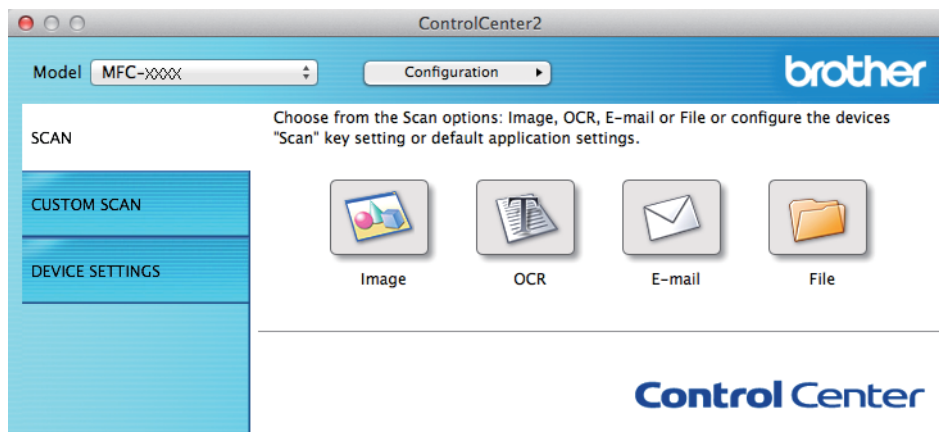 ControlCenter2
Model MFC-XXXX Configuration brother
SCAN
Choose from the Scan options: Image, OCR, E-mail or File or configure the devices
"Scan" key setting or default application settings.
CUSTOM SCAN
DEVICE SETTINGS
Image OCR E-mail File
Control Center